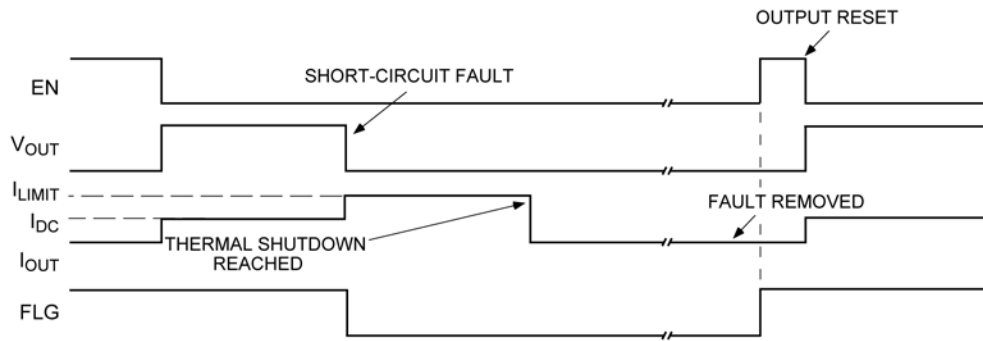 OUTPUT RESET
EN
SHORT-CIRCUIT FAULT
VOUT
ILIMIT
IDC
FAULT REMOVED
THERMAL SHUTDOWN
REACHED
IOUT
FLG